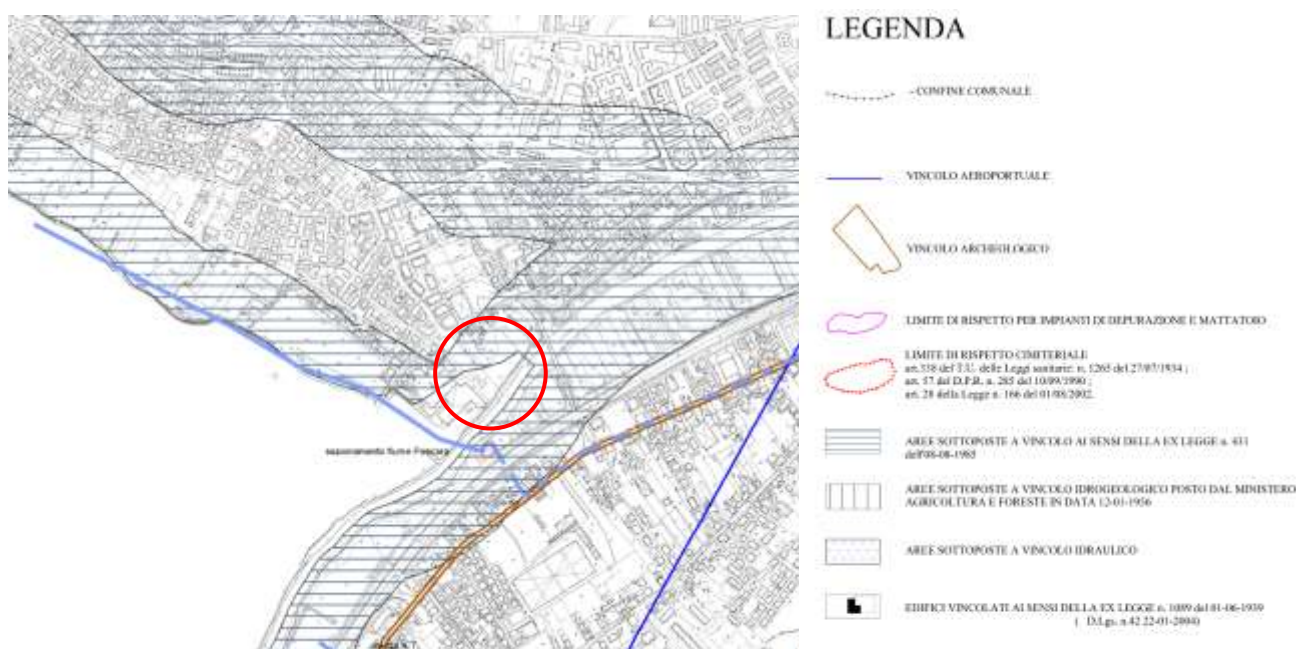 LEGENDA
- CONFINE COMUNALE
VINCOLO AEROPORTUALE
VINCOLO ARCHEOLOGICO
LIMITE DI RISPETTO PER IMPIANTI DI DEPURAZIONE E MATTATOIO
LIMITE DI RISPETTO CIMITERIALE
art.338 del T.U. delle Leggi sanitarie: n. 1265 del 27/07/1934 ;
art. 57 del D.P.R. n. 285 del 10/09/1990 ;
art. 28 della Legge n. 166 del 01/08/2002.
AREE SOTTOPOSTE A VINCOLO AI SENSI DELLA EX LEGGE n. 431
dell'08-08-1985
AREE SOTTOPOSTE A VINCOLO IDROGEOLOGICO POSTO DAL MINISTERO
AGRICOLTURA E FORESTE IN DATA 12-01-1956
AREE SOTTOPOSTE A VINCOLO IDRAULICO
EDIFICI VINCOLATI AI SENSI DELLA EX LEGGE n. 1089 del 01-06-1939
( D.Lgs. n.42 22-01-2004)
fiume Pescara